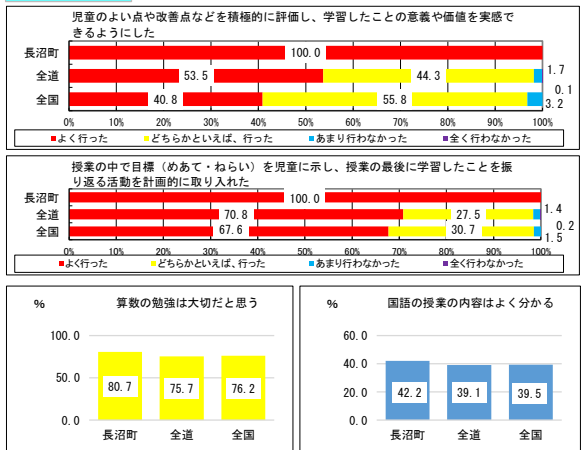 児童のよい点や改善点などを積極的に評価し、学習したことの意義や価値を実感で
きるようにした
長沼町 100.0
全道 53.5 44.3 1.7
0.1
全国 40.8 55.8 3.2
0% 10% 20% 30% 40% 50% 60% 70% 80% 90% 100%
■よく行った ■どちらかといえば、行った ■あまり行わなかった ■全く行わなかった
授業の中で目標（めあて・ねらい）を児童に示し、授業の最後に学習したことを振
り返る活動を計画的に取り入れた
長沼町 100.0
全道 70.8 27.5 1.4
0.2
全国 67.6 30.7 1.5
0% 10% 20% 30% 40% 50% 60% 70% 80% 90% 100%
■よく行った ■どちらかといえば、行った ■あまり行わなかった ■全く行わなかった
% 算数の勉強は大切だと思う
100.0
50.0
0.0
80.7 75.7 76.2
長沼町 全道 全国
% 国語の授業の内容はよく分かる
60.0
40.0
20.0
0.0
42.2 39.1 39.5
長沼町 全道 全国